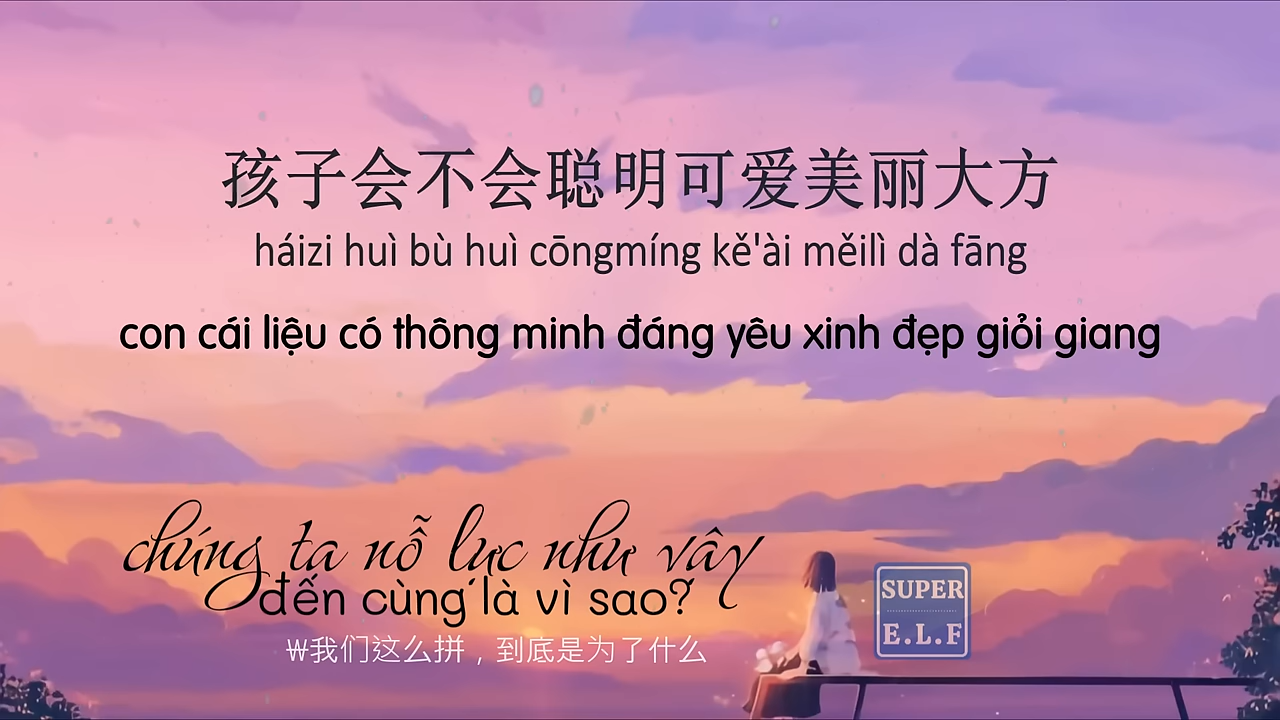 孩子会不会聪明可爱美丽大方
háizi huì bù huì cōngmíng kě'ài měilì dà fāng
con cái liệu có thông minh đáng yêu xinh đẹp giỏi giang
chúng ta nỗ lực như vậy
đến cùng là vì sao?
₩我们这么拼，到底是为了什么
SUPER
E.L.F